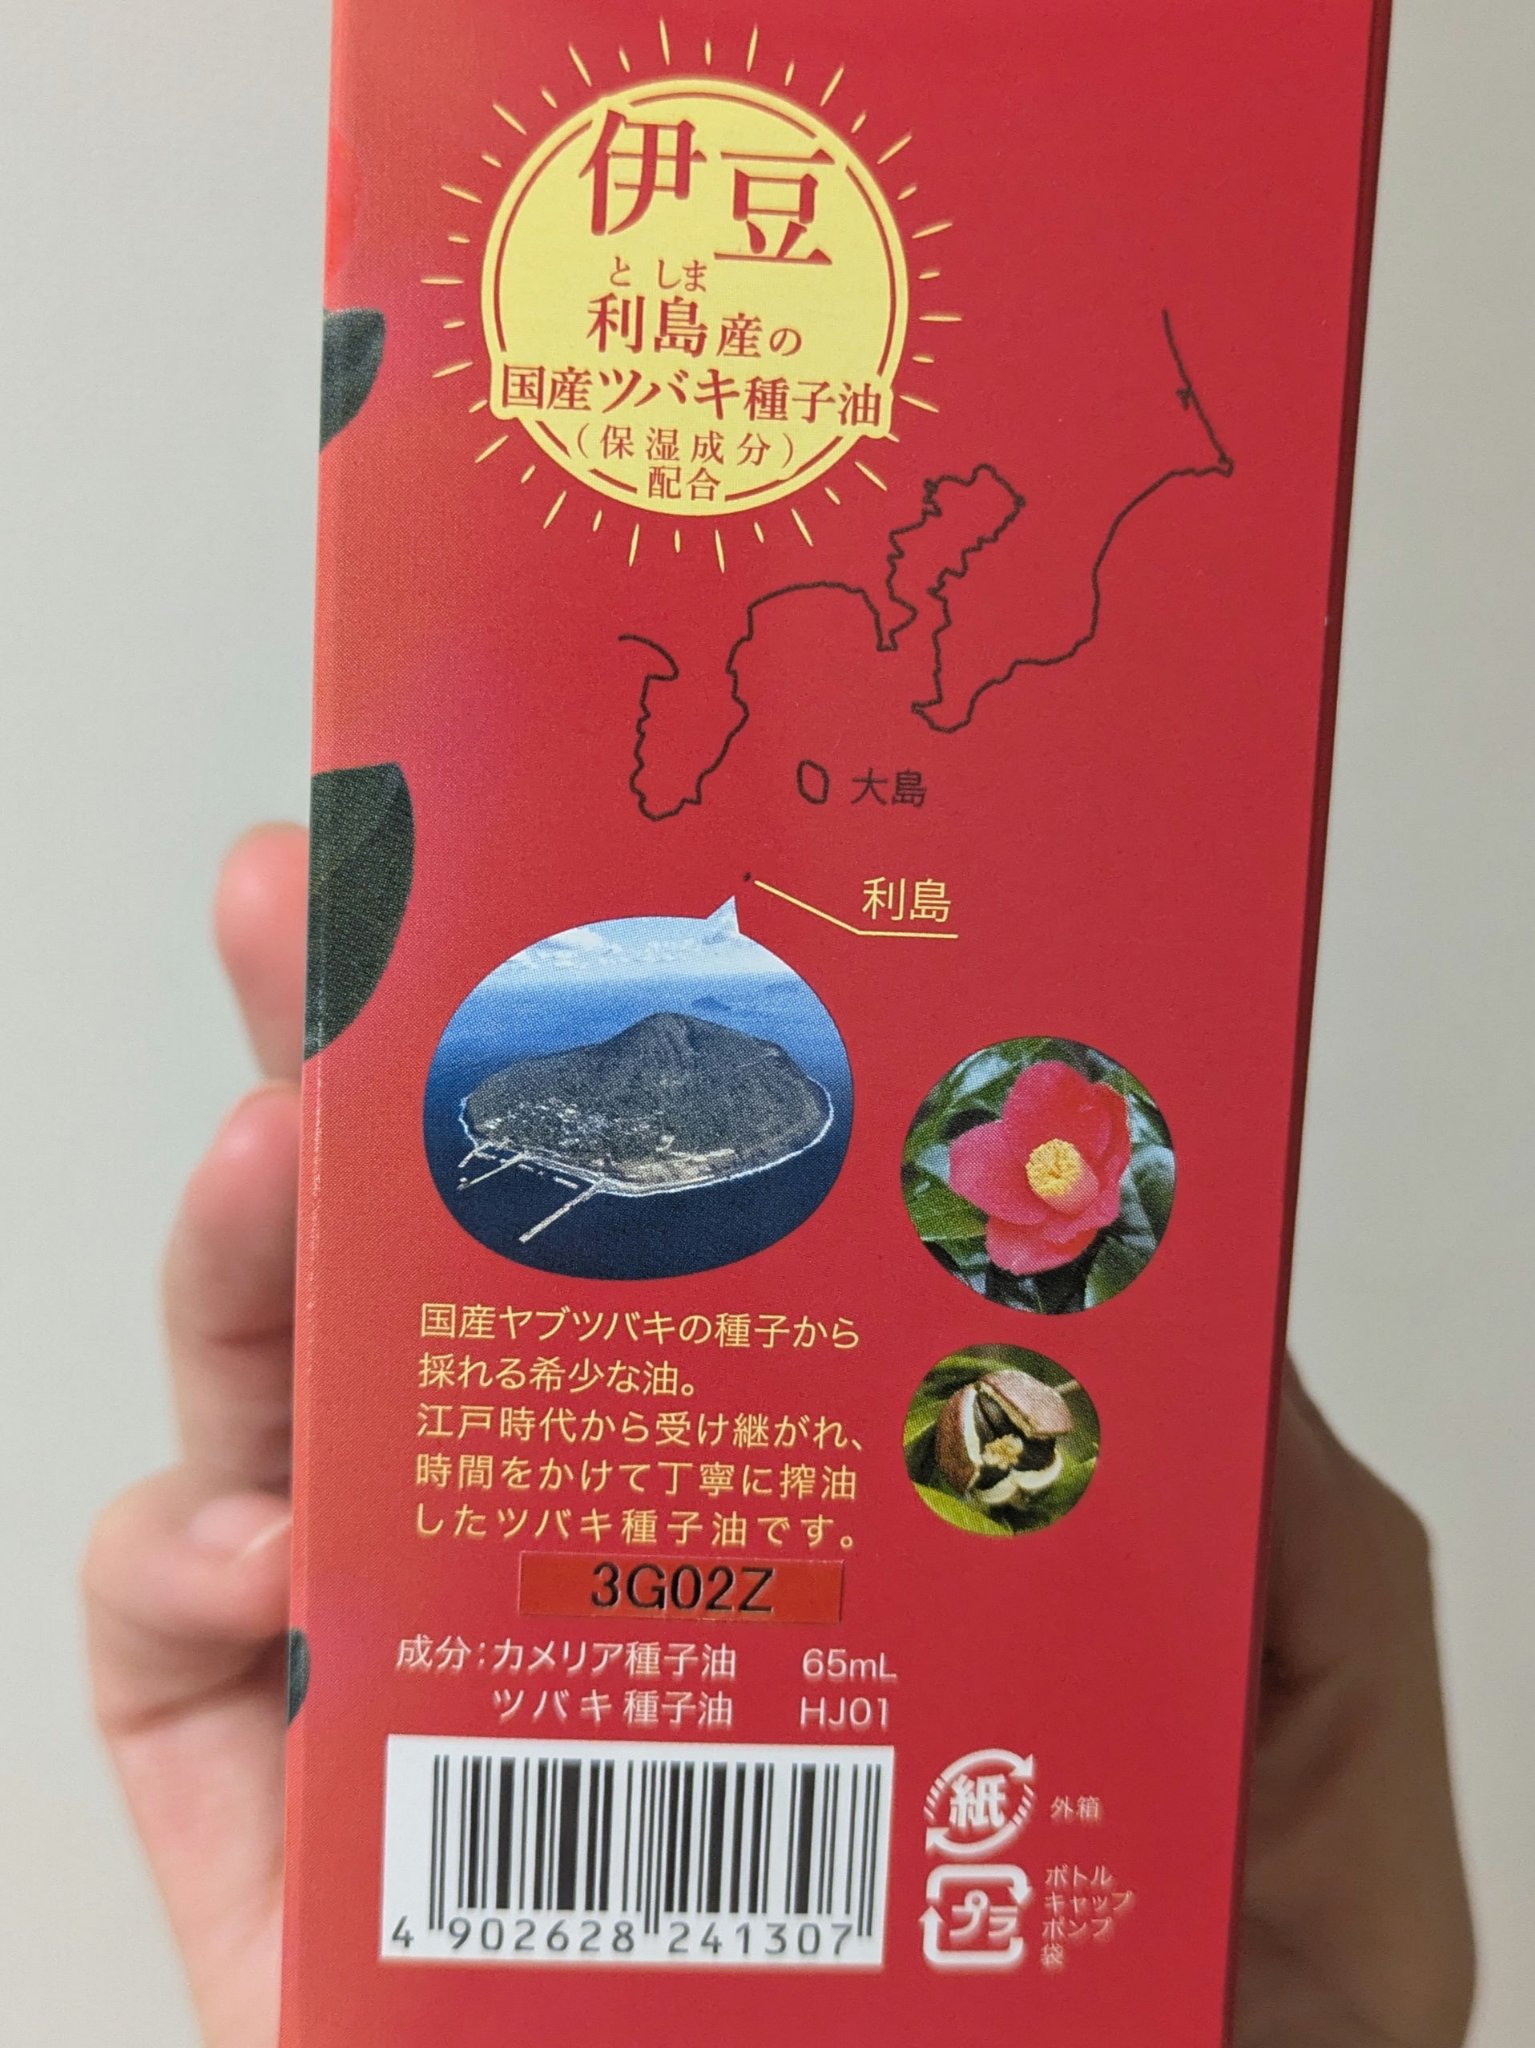 伊豆
としま
利島産の
国産ツバキ種子油
(保湿成分)
配合
大島
利島
国産ヤブツバキの種子から
採れる希少な油。
江戸時代から受け継がれ、
時間をかけて丁寧に搾油
したツバキ種子油です。
3G02Z
成分:カメリア種子油 65mL
ツバキ種子油 HJ01
4 902628 241307
紙 外箱
プラ
ボトル
キャップ
ポンプ
袋